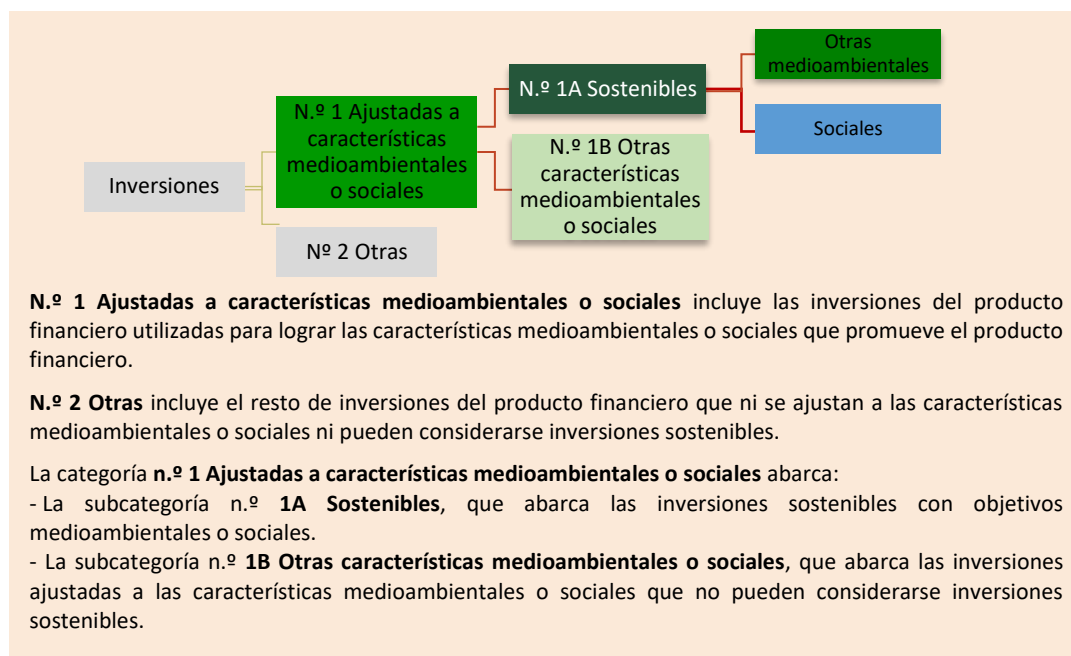 Otras
medioambientales
N.º 1A Sostenibles
N.º 1 Ajustadas a
características
medioambientales
o sociales
Sociales
N.º 1B Otras
características
medioambientales
o sociales
Inversiones
Nº 2 Otras
N.º 1 Ajustadas a características medioambientales o sociales incluye las inversiones del producto
financiero utilizadas para lograr las características medioambientales o sociales que promueve el producto
financiero.
N.º 2 Otras incluye el resto de inversiones del producto financiero que ni se ajustan a las características
medioambientales o sociales ni pueden considerarse inversiones sostenibles.
La categoría n.º 1 Ajustadas a características medioambientales o sociales abarca:
- La subcategoría n.º 1A Sostenibles, que abarca las inversiones sostenibles con objetivos
medioambientales o sociales.
- La subcategoría n.º 1B Otras características medioambientales o sociales, que abarca las inversiones
ajustadas a las características medioambientales o sociales que no pueden considerarse inversiones
sostenibles.